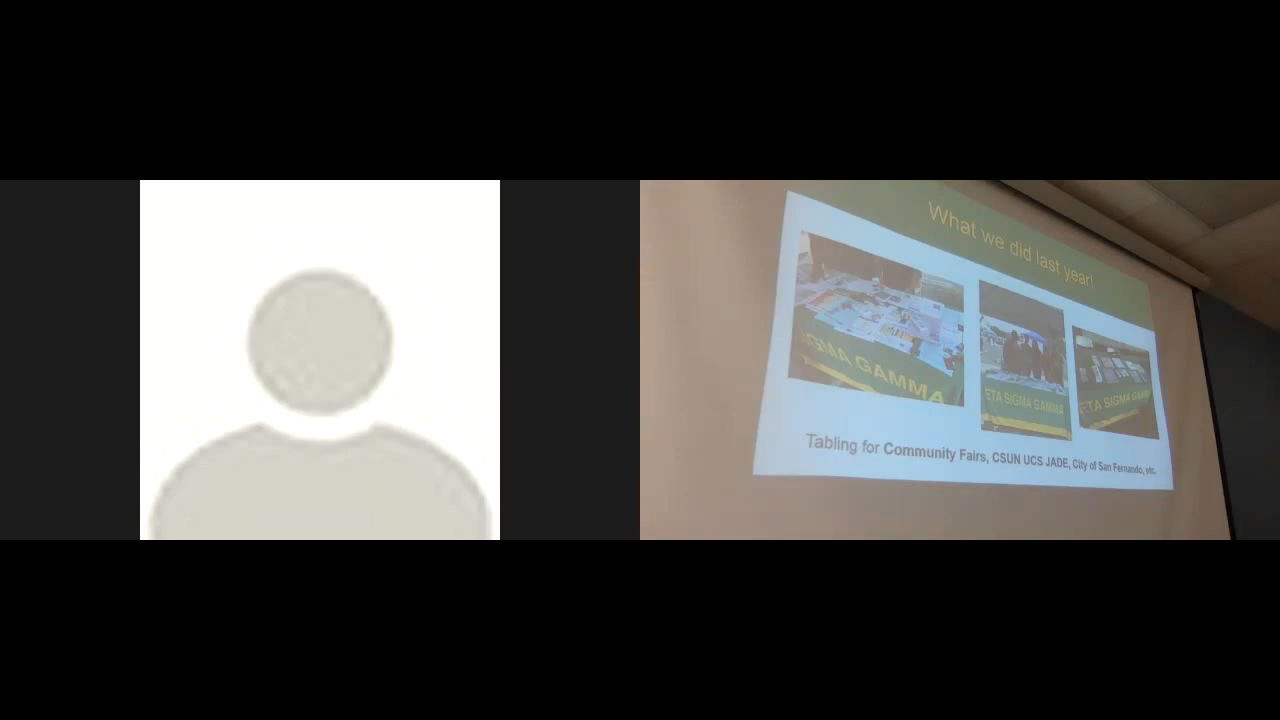 What we did last year!
SIGMA GAMMA
ETA SIGMA GAMMA
ETA SIGMA GAMMA
Tabling for Community Fairs, CSUN UCS JADE, City of San Fernando, etc.